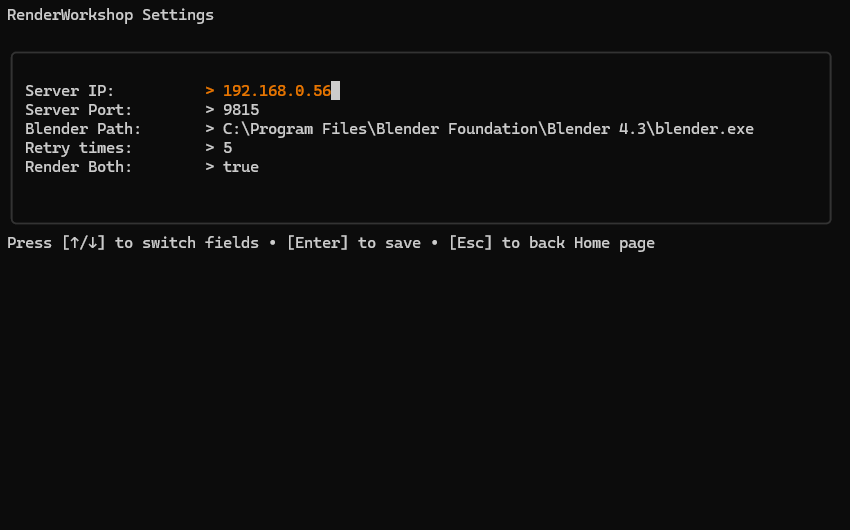 RenderWorkshop Settings
Server IP: > 192.168.0.56
Server Port: > 9815
Blender Path: > C:\Program Files\Blender Foundation\Blender 4.3\blender.exe
Retry times: > 5
Render Both: > true
Press [↑/↓] to switch fields • [Enter] to save • [Esc] to back Home page